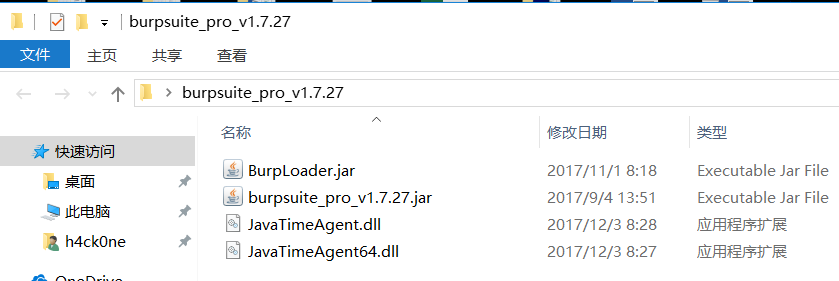 burpsuite_pro_v1.7.27
文件 主页 共享 查看
burpsuite_pro_v1.7.27
名称 修改日期 类型
快速访问
BurpLoader.jar 2017/11/1 8:18 Executable Jar File
桌面
burpsuite_pro_v1.7.27.jar 2017/9/4 13:51 Executable Jar File
此电脑
JavaTimeAgent.dll 2017/12/3 8:28 应用程序扩展
h4ck0ne
JavaTimeAgent64.dll 2017/12/3 8:27 应用程序扩展
OneDrive